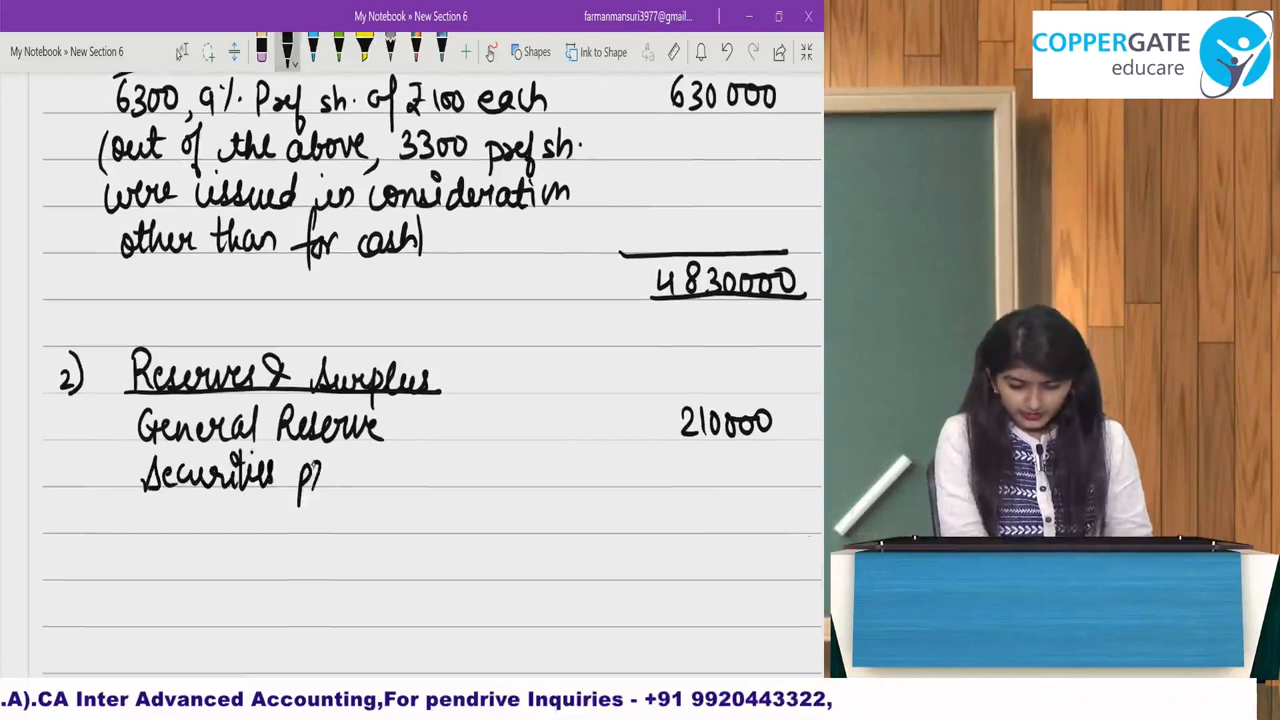 My Notebook » New Section 6
farmanmansuri3977@gmail...
COPPERGATE
educare
My Notebook » New Section 6
Shapes
Ink to Shape
6300, 9% Pref sh. of ₹100 each 630000
(out of the above, 3300 pref sh.
were issued in consideration
other than for cash)
4830000
2) Reserves & Surplus
General Reserve 210000
Securities pr
.A).CA Inter Advanced Accounting,For pendrive Inquiries - +91 9920443322,